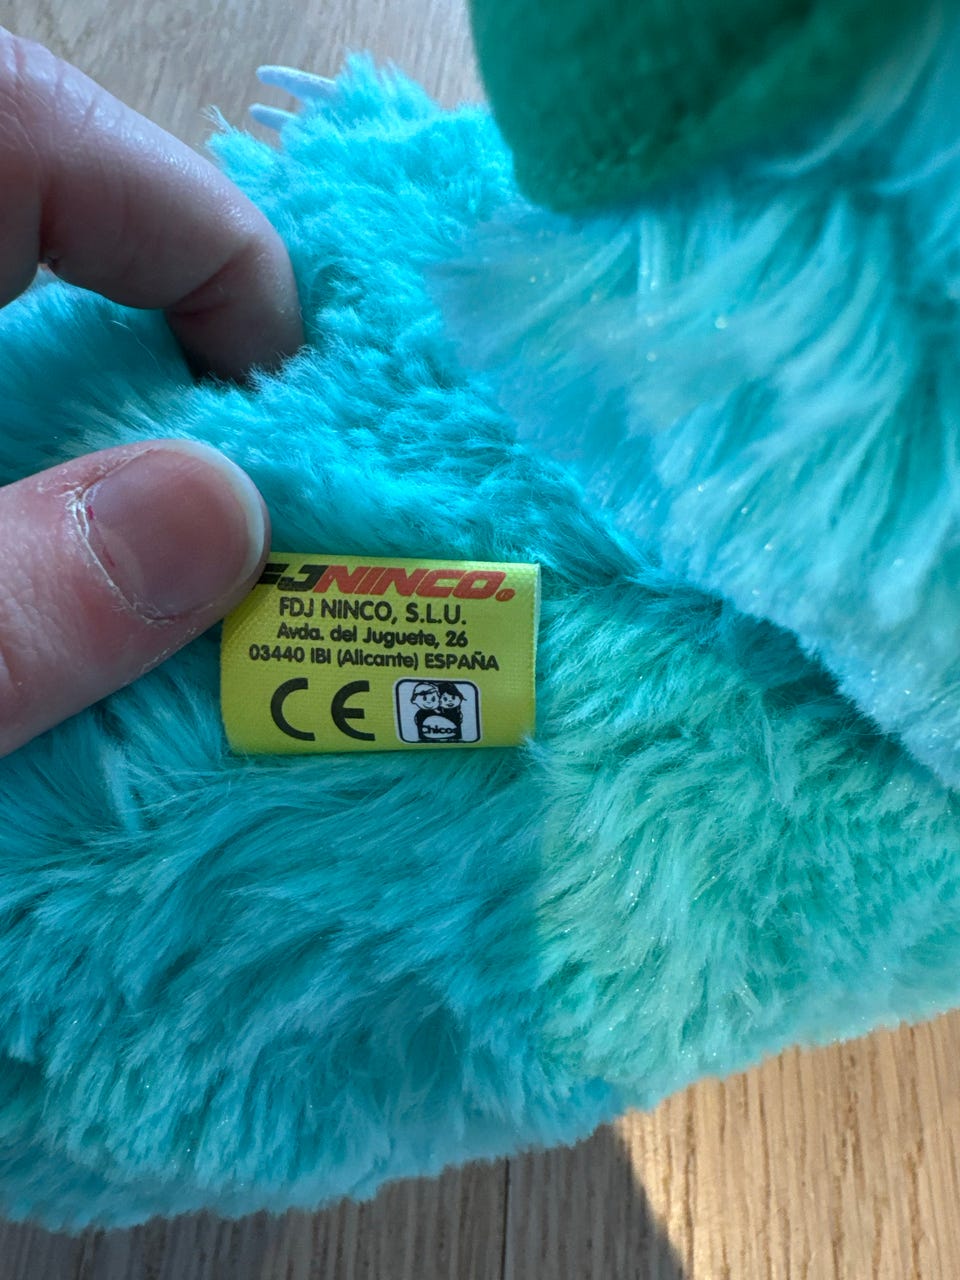 FDJ NINCO.
FDJ NINCO, S.L.U.
Avda. del Juguete, 26
03440 IBI (Alicante) ESPAÑA
CE
Chicos